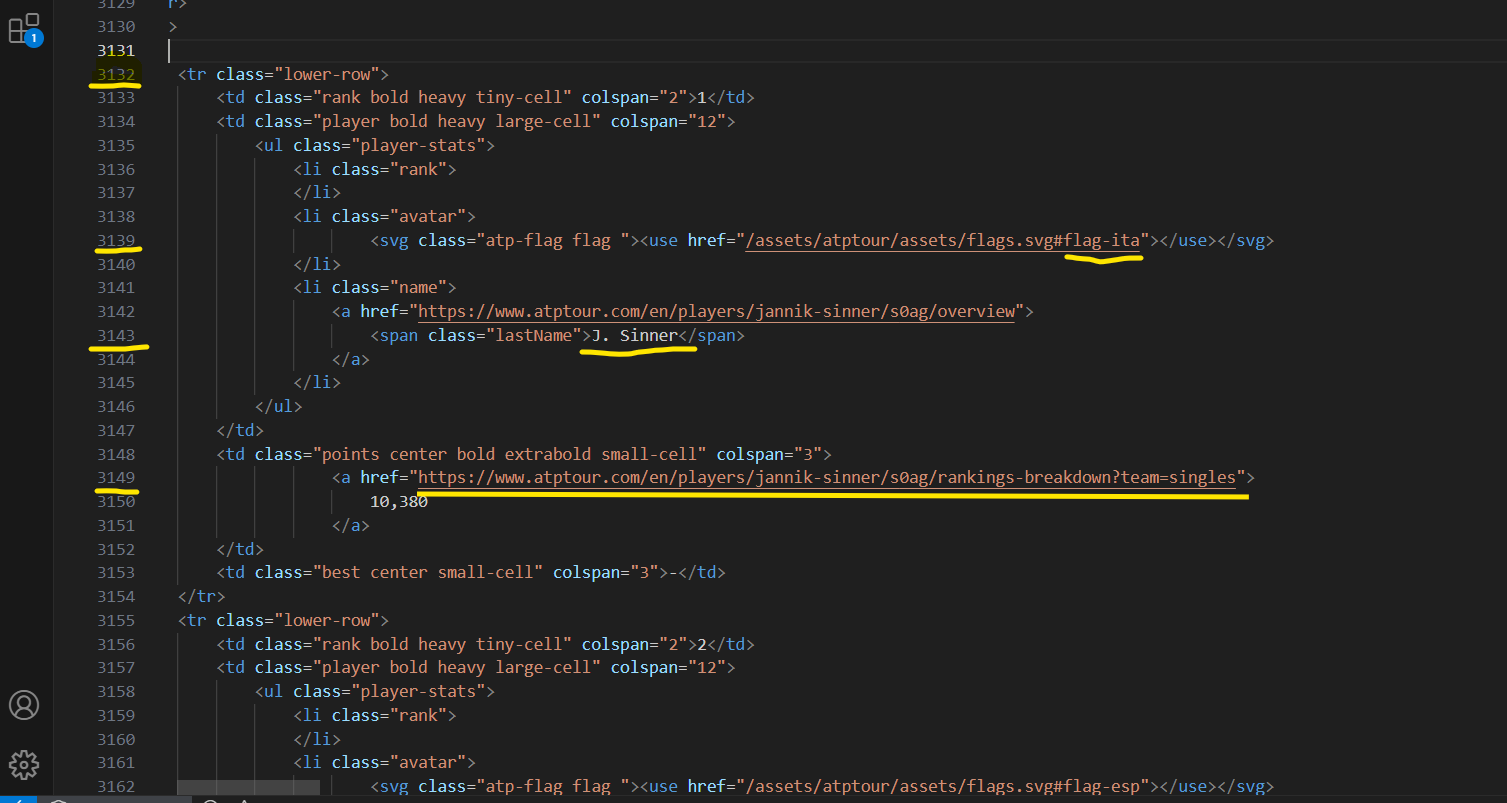 3129 r>
3130 >
3131
3132 <tr class="lower-row">
3133 <td class="rank bold heavy tiny-cell" colspan="2">1</td>
3134 <td class="player bold heavy large-cell" colspan="12">
3135 <ul class="player-stats">
3136 <li class="rank">
3137 </li>
3138 <li class="avatar">
3139 <svg class="atp-flag flag "><use href="/assets/atptour/assets/flags.svg#flag-ita"></use></svg>
3140 </li>
3141 <li class="name">
3142 <a href="https://www.atptour.com/en/players/jannik-sinner/s0ag/overview">
3143 <span class="lastName">J. Sinner</span>
3144 </a>
3145 </li>
3146 </ul>
3147 </td>
3148 <td class="points center bold extrabold small-cell" colspan="3">
3149 <a href="https://www.atptour.com/en/players/jannik-sinner/s0ag/rankings-breakdown?team=singles">
3150 10,380
3151 </a>
3152 </td>
3153 <td class="best center small-cell" colspan="3">-</td>
3154 </tr>
3155 <tr class="lower-row">
3156 <td class="rank bold heavy tiny-cell" colspan="2">2</td>
3157 <td class="player bold heavy large-cell" colspan="12">
3158 <ul class="player-stats">
3159 <li class="rank">
3160 </li>
3161 <li class="avatar">
3162 <svg class="atp-flag flag "><use href="/assets/atptour/assets/flags.svg#flag-esp"></use></svg>
1